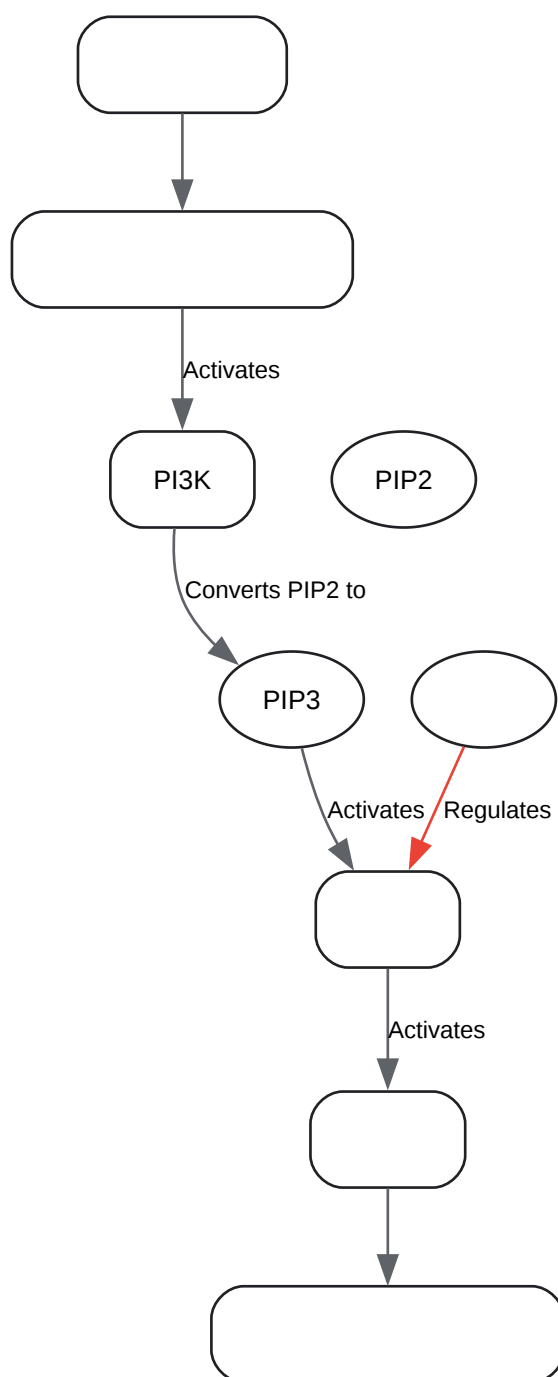 Activates
PI3K
PIP2
Converts PIP2 to
PIP3
Activates
Regulates
Activates